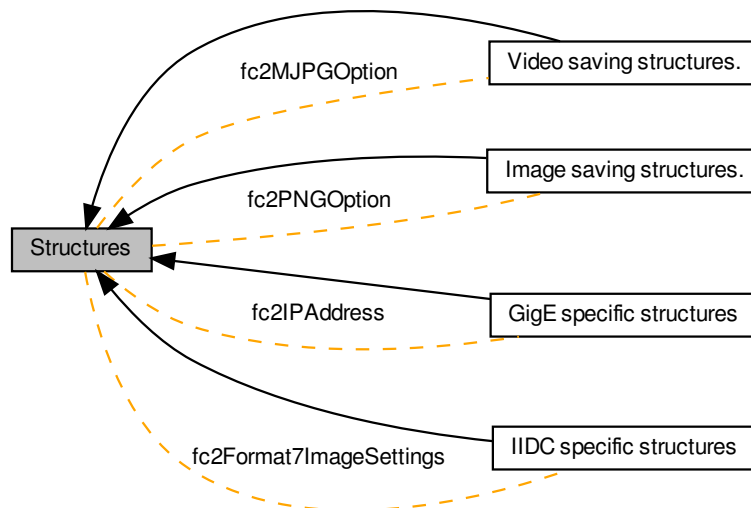 Video saving structures.
fc2MJPGOption
Image saving structures.
fc2PNGOption
Structures
fc2IPAddress
GigE specific structures
IIDC specific structures
fc2Format7ImageSettings